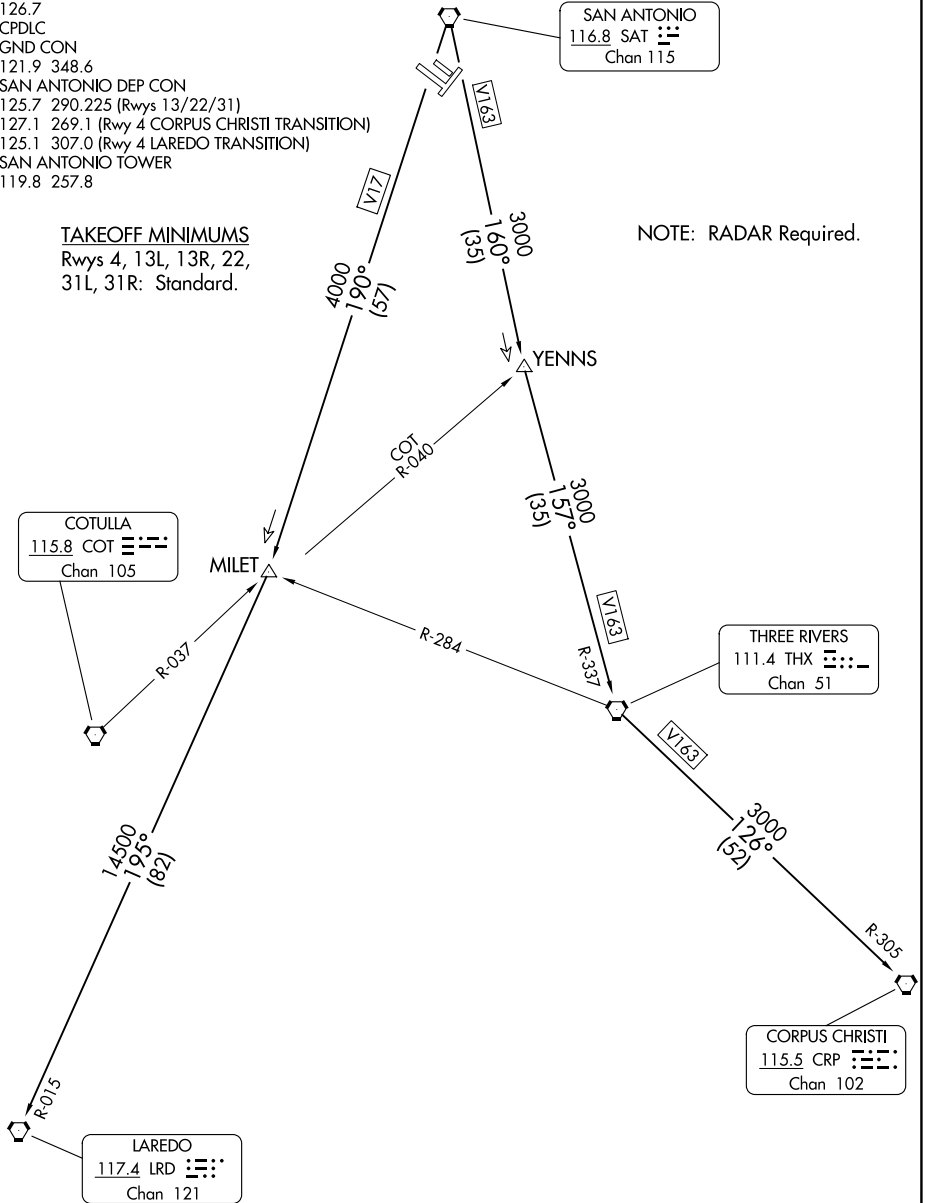 126.7
CPDLC
GND CON
121.9 348.6
SAN ANTONIO DEP CON
125.7 290.225 (Rwys 13/22/31)
127.1 269.1 (Rwy 4 CORPUS CHRISTI TRANSITION)
125.1 307.0 (Rwy 4 LAREDO TRANSITION)
SAN ANTONIO TOWER
119.8 257.8
SAN ANTONIO
116.8 SAT
Chan 115
TAKEOFF MINIMUMS
Rwys 4, 13L, 13R, 22,
31L, 31R: Standard.
NOTE: RADAR Required.
V163
V17
3000
160°
(35)
4000
190°
(57)
YENNS
COT
R-040
3000
157°
(35)
COTULLA
115.8 COT
Chan 105
MILET
R-037
R-284
V163
R-337
THREE RIVERS
111.4 THX
Chan 51
V163
3000
126°
(52)
14500
195°
(82)
R-305
CORPUS CHRISTI
115.5 CRP
Chan 102
R-015
LAREDO
117.4 LRD
Chan 121